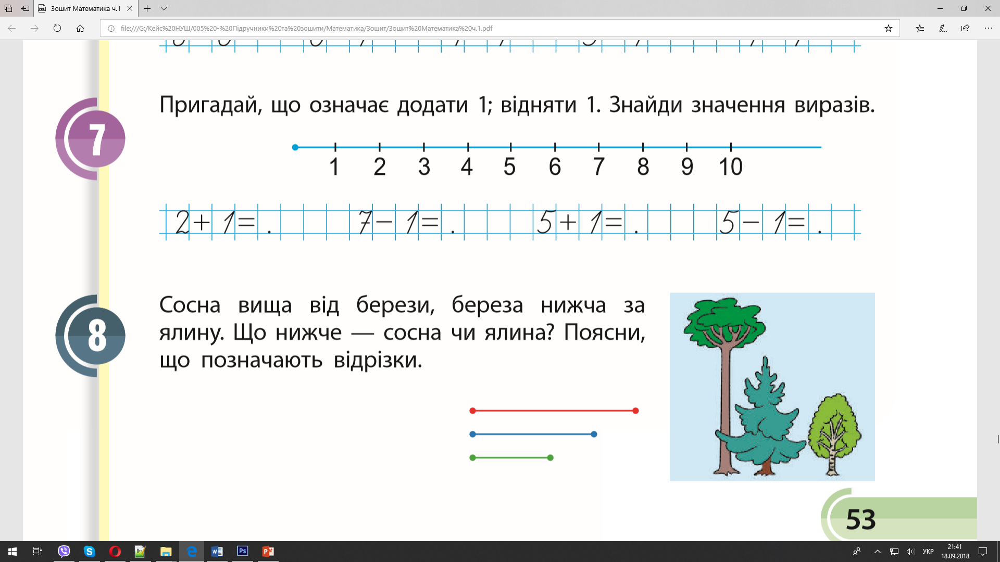 Зошит Математика ч.1
file:///G:/Кейс%20НУШ/005%20-%20Підручники%20та%20зошити/Математика/Зошит/Зошит%20Математика%20ч.1.pdf
7
Пригадай, що означає додати 1; відняти 1. Знайди значення виразів.
1 2 3 4 5 6 7 8 9 10
2 + 1 = . 7 − 1 = . 5 + 1 = . 5 − 1 = .
8
Сосна вища від берези, береза нижча за
ялину. Що нижче — сосна чи ялина? Поясни,
що позначають відрізки.
53
УКР
21:41
18.09.2018